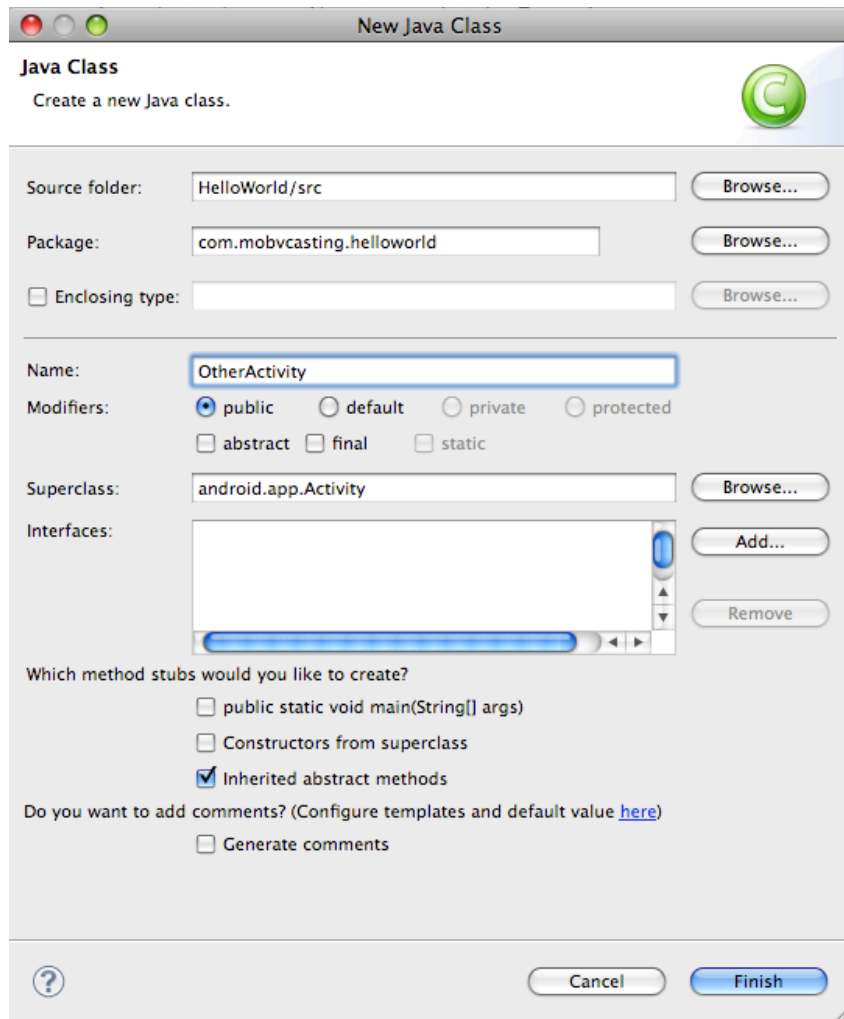 New Java Class
Java Class
Create a new Java class.
C
Source folder: HelloWorld/src Browse...
Package: com.mobvcasting.helloworld Browse...
Enclosing type: Browse...
Name: OtherActivity
Modifiers: public default private protected
abstract final static
Superclass: android.app.Activity Browse...
Interfaces: Add...
Remove
Which method stubs would you like to create?
public static void main(String[] args)
Constructors from superclass
Inherited abstract methods
Do you want to add comments? (Configure templates and default value here)
Generate comments
? Cancel Finish